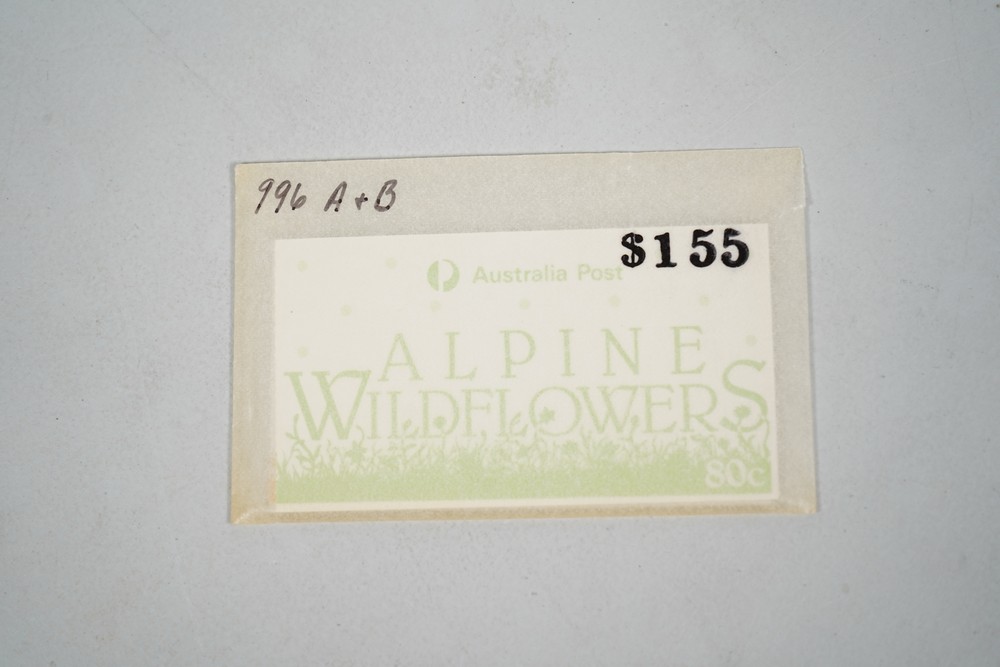 996 A + B
$155
Australia Post
ALPINE
WILDFLOWERS
80c